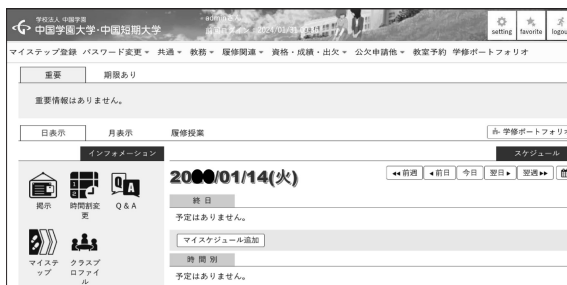 学校法人 中国学園
中国学園大学・中国短期大学
setting favorite
マイステップ登録 パスワード変更 共通 教務 履修関連 資格・成績・出欠 公欠申請他 教室予約 学修ポートフォリオ
重要 期限あり
重要情報はありません。
日表示 月表示 履修授業 学修ポートフォリオ
インフォメーション スケジュール
20 /01/14(火) 前週 前日 今日 翌日 翌週
終 日
予定はありません。
マイスケジュール追加
時 間 別
予定はありません。
掲示 時間割変更 Q & A
マイステップ クラスプロファイル